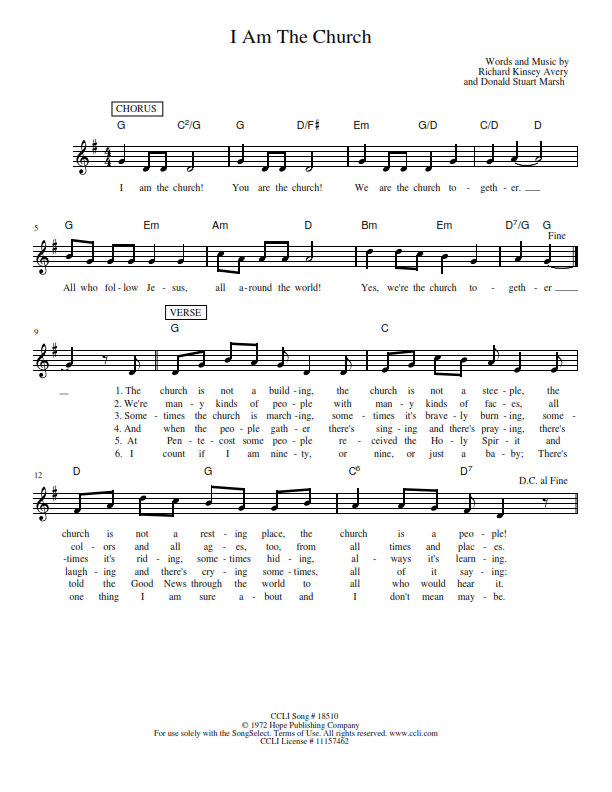 I Am The Church
Words and Music by
Richard Kinsey Avery
and Donald Stuart Marsh
CHORUS
G C2/G G D/F♯ Em G/D C/D D
I am the church! You are the church! We are the church to - geth - er.
5 G Em Am D Bm Em D7/G G
Fine
All who fol - low Je - sus, all a - round the world! Yes, we're the church to - geth - er
VERSE
9 G C
1. The church is not a build - ing, the church is not a stee - ple, the
2. We're man - y kinds of peo - ple with man - y kinds of fac - es, all
3. Some - times the church is march - ing, some - times it's brave - ly burn - ing, some -
4. And when the peo - ple gath - er there's sing - ing and there's pray - ing, there's
5. At Pen - te - cost some peo - ple re - ceived the Ho - ly Spir - it and
6. I count if I am nine - ty, or nine, or just a ba - by; There's
12 D G C6 D7
D.C. al Fine
church is not a rest - ing place, the church is a peo - ple!
col - ors and all ag - es, too, from all times and plac - es.
-times it's rid - ing, some - times hid - ing, al - ways it's learn - ing.
laugh - ing and there's cry - ing some - times, all of it say - ing:
told the Good News through the world to all who would hear it.
one thing I am sure a - bout and I don't mean may - be.
CCLI Song # 18510
© 1972 Hope Publishing Company
For use solely with the SongSelect. Terms of Use. All rights reserved. www.ccli.com
CCLI License # 11157462